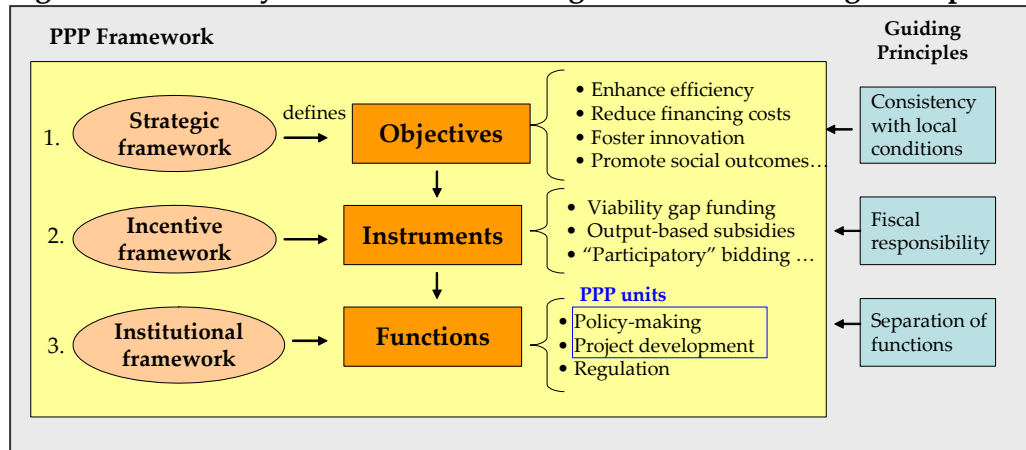 PPP Framework
Guiding
Principles
1.
Strategic
framework
defines
Objectives
• Enhance efficiency
• Reduce financing costs
• Foster innovation
• Promote social outcomes…
Consistency
with local
conditions
2.
Incentive
framework
Instruments
• Viability gap funding
• Output-based subsidies
• “Participatory” bidding …
Fiscal
responsibility
3.
Institutional
framework
Functions
PPP units
• Policy-making
• Project development
• Regulation
Separation of
functions